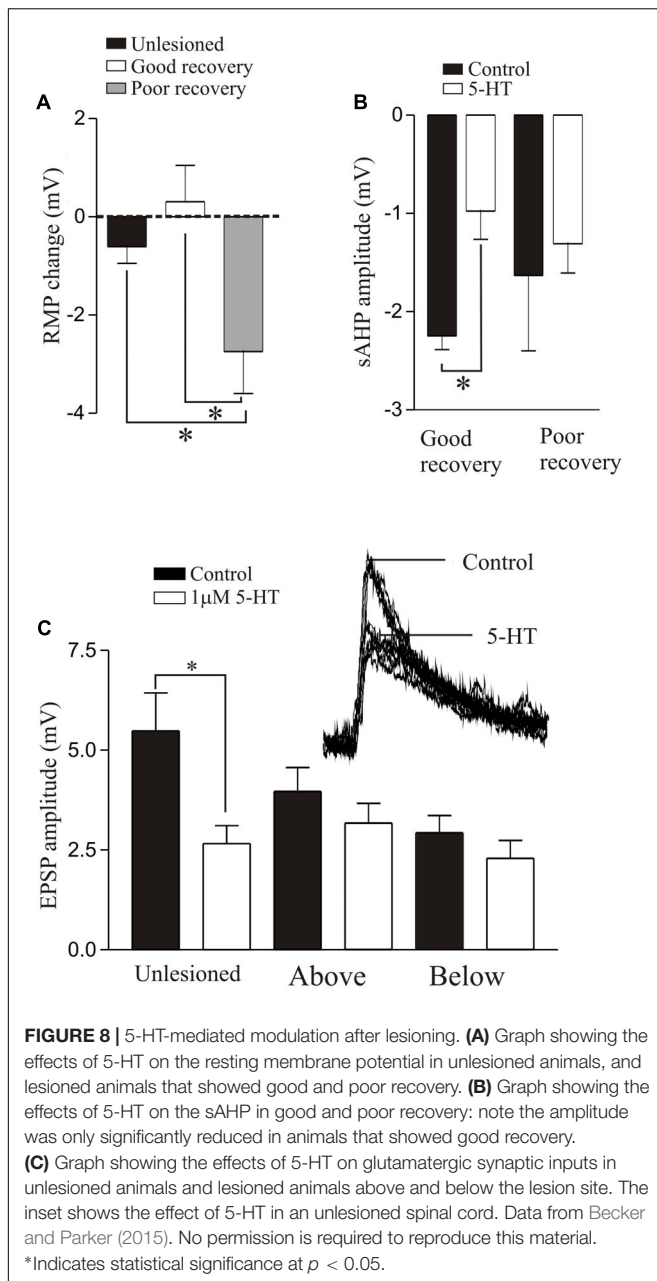 Unlesioned
Good recovery
Poor recovery
A
2
0
-2
-4
RMP change (mV)
*
*
B
Control
5-HT
0
-1
-2
-3
sAHP amplitude (mV)
*
Good recovery
Poor recovery
C
Control
1µM 5-HT
7.5
5.0
2.5
0.0
EPSP amplitude (mV)
*
Control
5-HT
Unlesioned
Above
Below
FIGURE 8 | 5-HT-mediated modulation after lesioning. (A) Graph showing the
effects of 5-HT on the resting membrane potential in unlesioned animals, and
lesioned animals that showed good and poor recovery. (B) Graph showing the
effects of 5-HT on the sAHP in good and poor recovery: note the amplitude
was only significantly reduced in animals that showed good recovery.
(C) Graph showing the effects of 5-HT on glutamatergic synaptic inputs in
unlesioned animals and lesioned animals above and below the lesion site. The
inset shows the effect of 5-HT in an unlesioned spinal cord. Data from Becker
and Parker (2015). No permission is required to reproduce this material.
*Indicates statistical significance at p < 0.05.